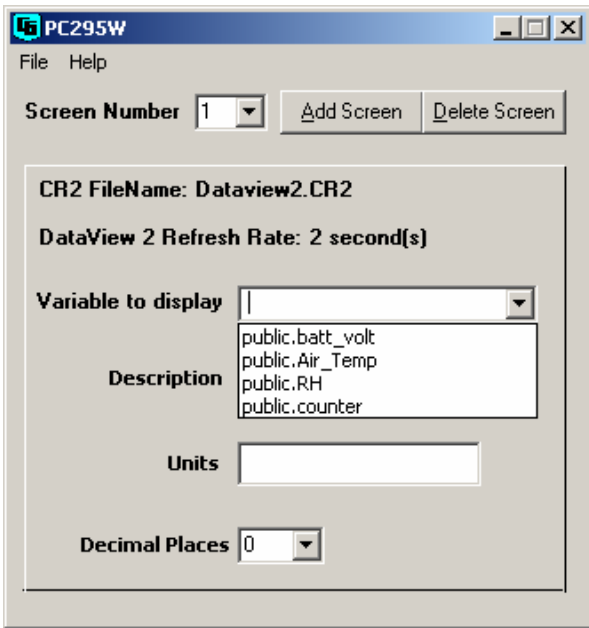 PC295W
File Help
Screen Number 1 Add Screen Delete Screen
CR2 FileName: Dataview2.CR2
DataView 2 Refresh Rate: 2 second(s)
Variable to display
public.batt_volt
public.Air_Temp
Description public.RH
public.counter
Units
Decimal Places 0